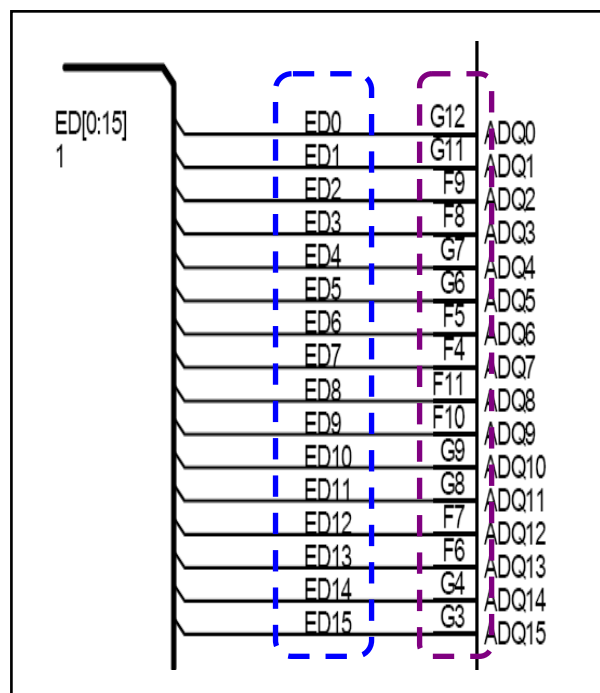 ED[0:15]
1
ED0 G12 ADQ0
ED1 G11 ADQ1
ED2 F9 ADQ2
ED3 F8 ADQ3
ED4 G7 ADQ4
ED5 G6 ADQ5
ED6 F5 ADQ6
ED7 F4 ADQ7
ED8 F11 ADQ8
ED9 F10 ADQ9
ED10 G9 ADQ10
ED11 G8 ADQ11
ED12 F7 ADQ12
ED13 F6 ADQ13
ED14 G4 ADQ14
ED15 G3 ADQ15